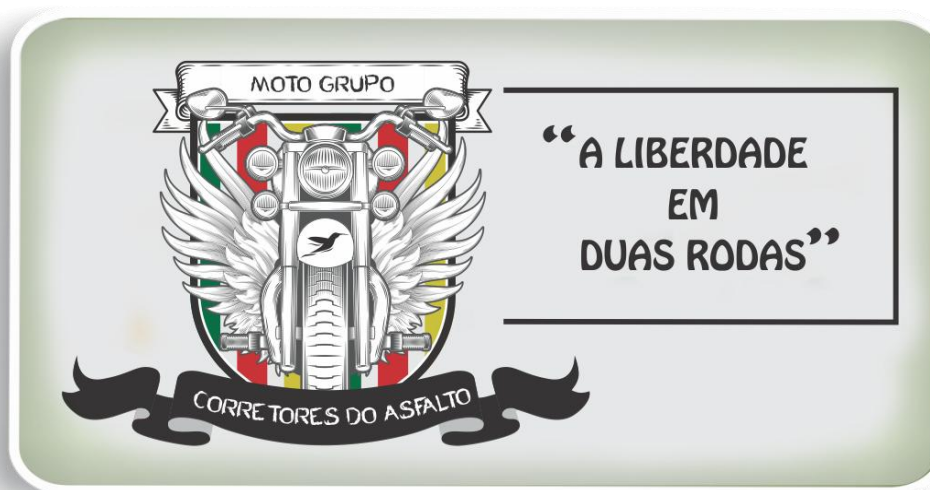 MOTO GRUPO
CORRETORES DO ASFALTO
“A LIBERDADE
EM
DUAS RODAS”